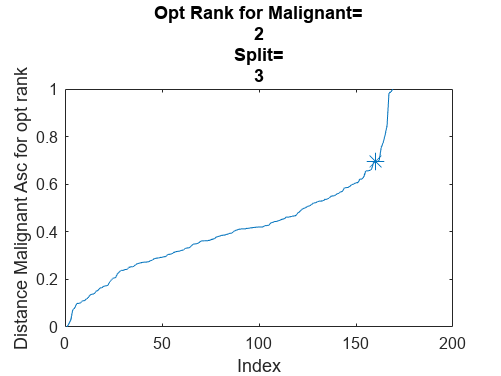 Opt Rank for Malignant=
2
Split=
3
Distance Malignant Asc for opt rank
1
0.8
0.6
0.4
0.2
0
0 50 100 150 200
Index